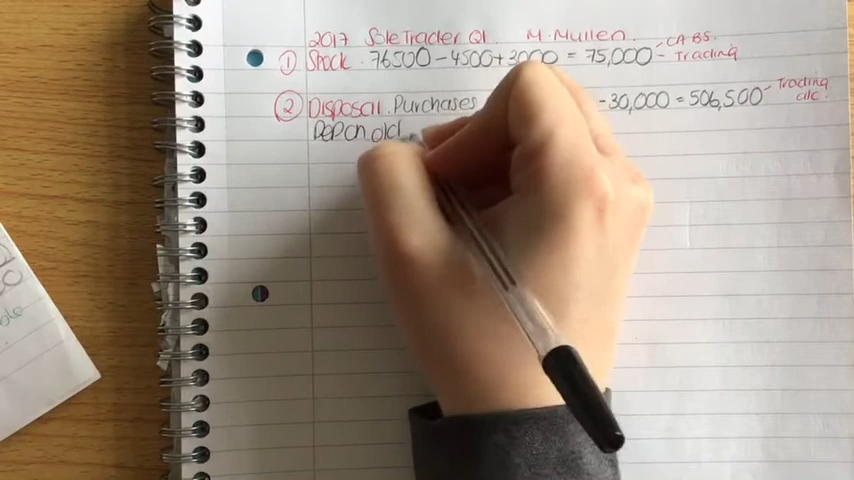 2017 Sole Trader Q1 M. Mullen.
① Stock. 76500 - 4500 + 3000 = 75,000 - CA BS.
Trading
② Disposal. Purchases -30,000 = 506,500 - Trading
a/c.
Depcn old